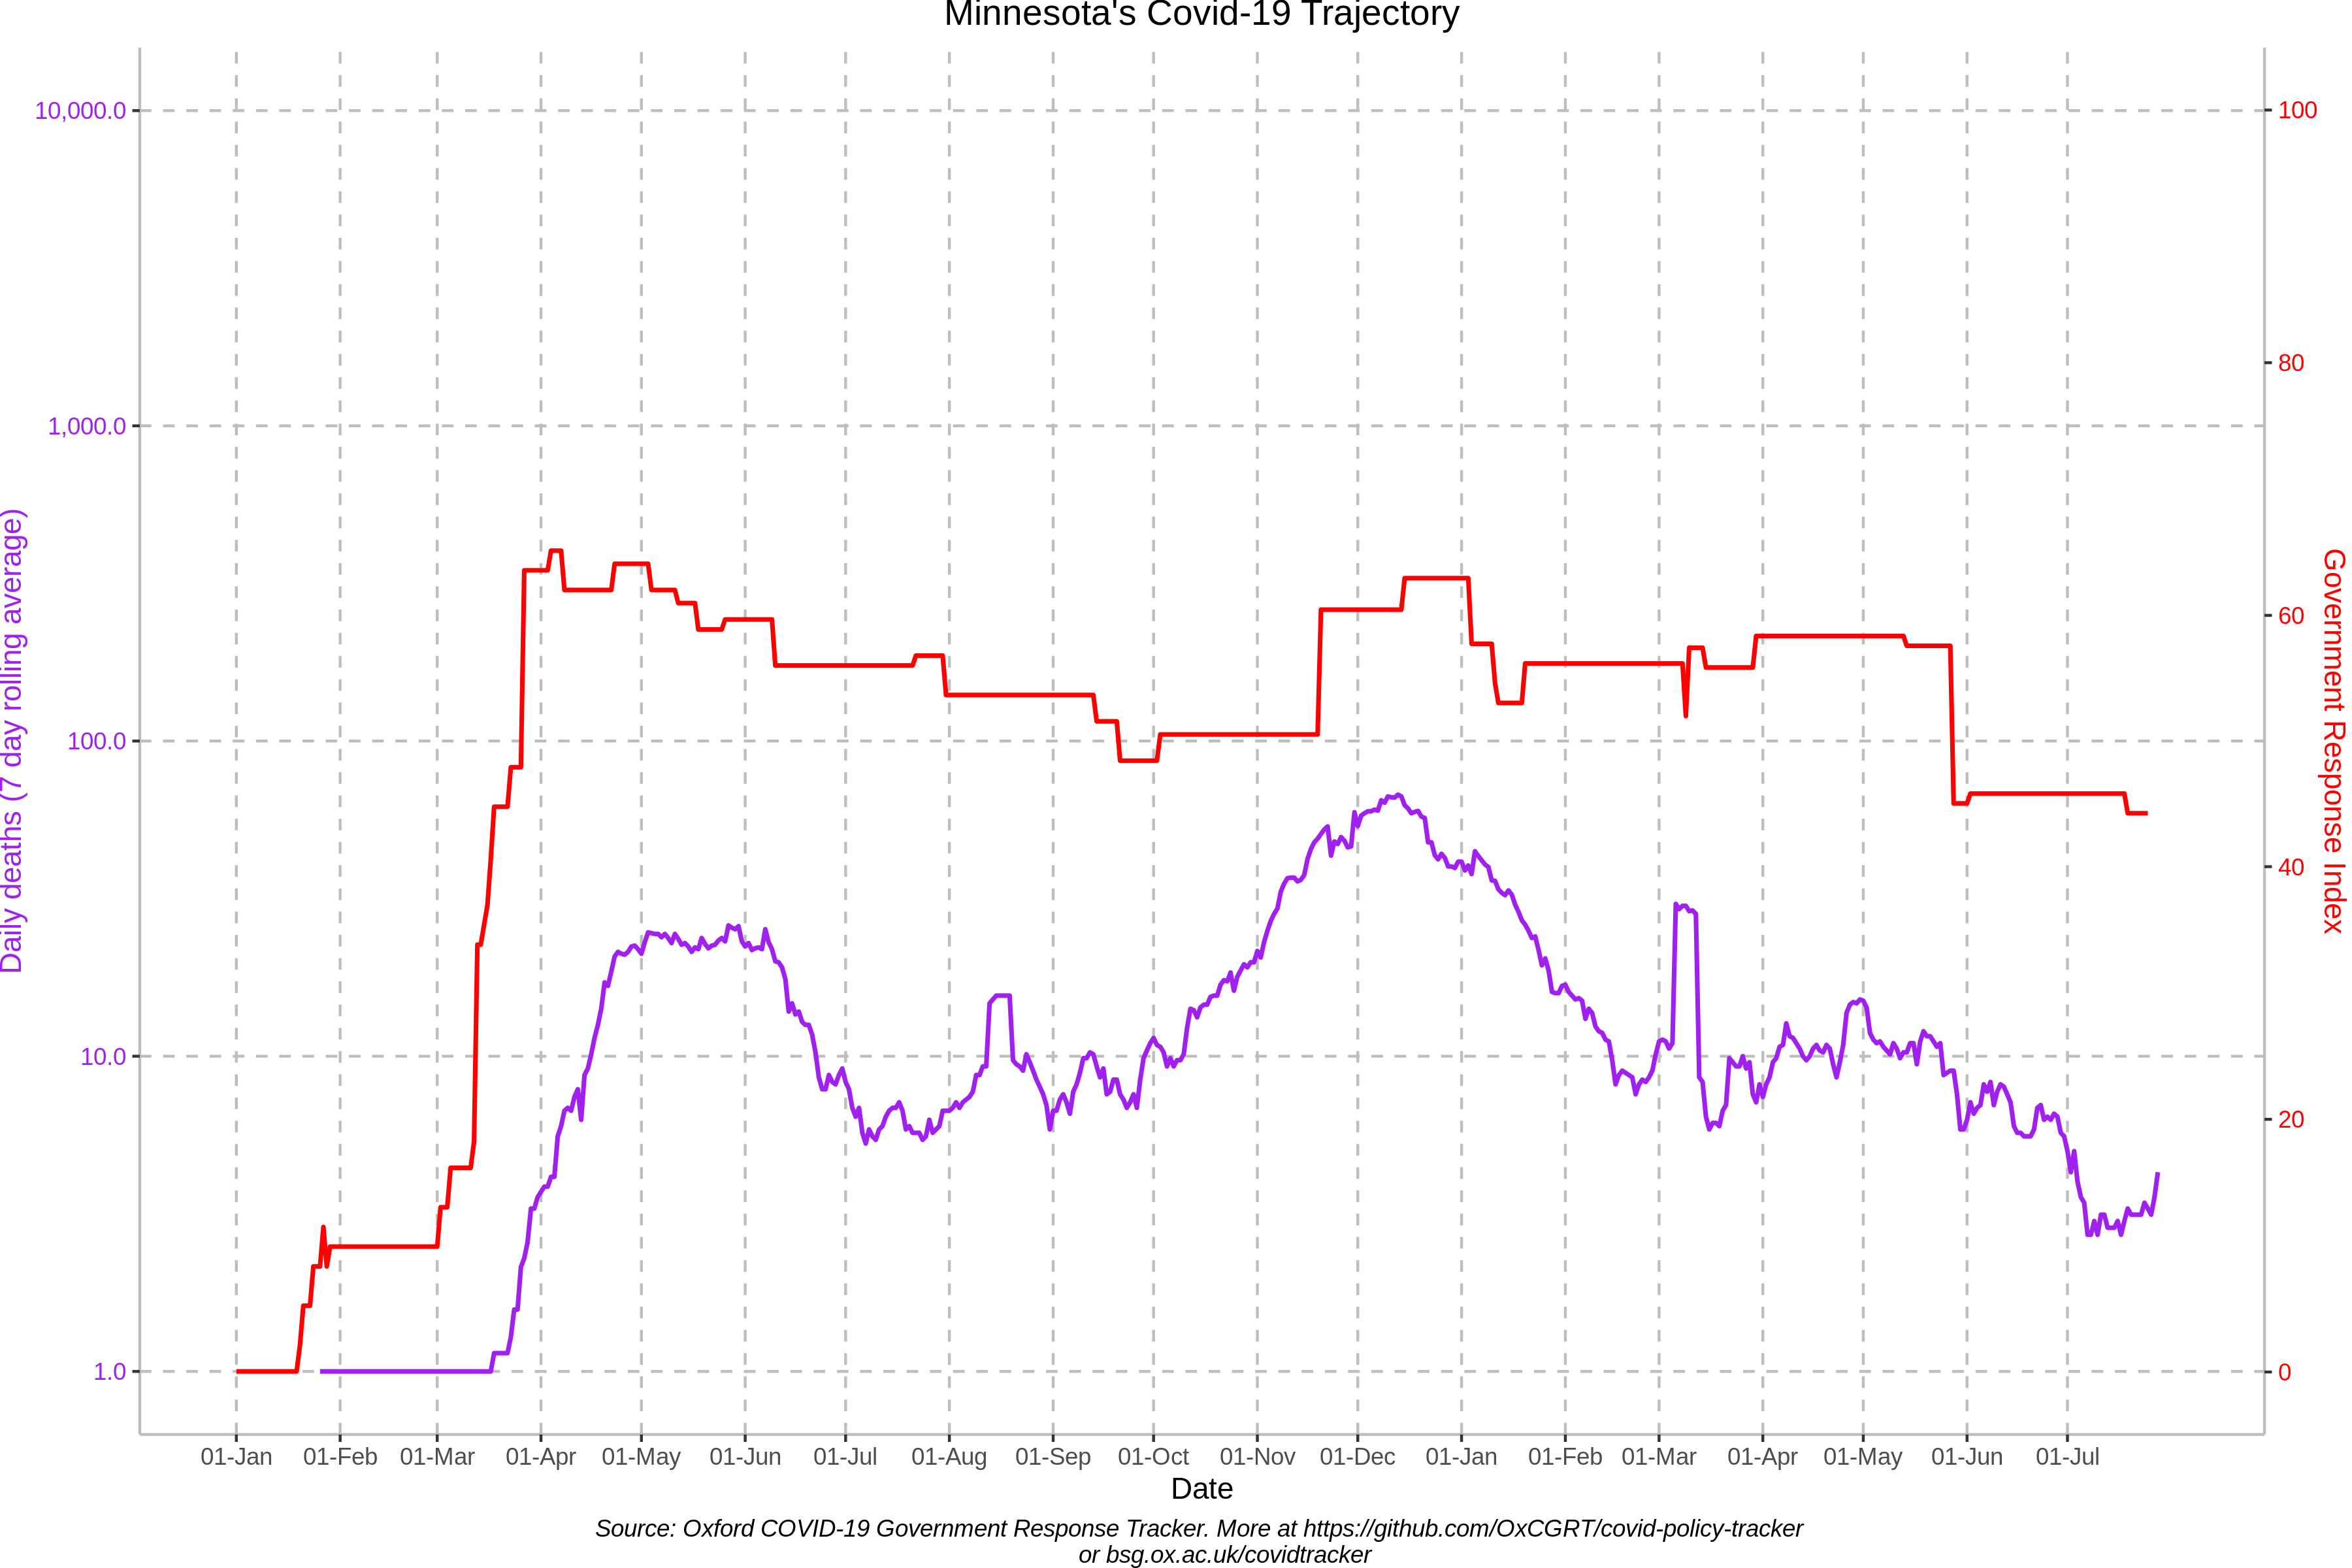 Minnesota's Covid-19 Trajectory
10,000.0
1,000.0
100.0
10.0
1.0
Daily deaths (7 day rolling average)
100
80
60
40
20
0
Government Response Index
01-Jan 01-Feb 01-Mar 01-Apr 01-May 01-Jun 01-Jul 01-Aug 01-Sep 01-Oct 01-Nov 01-Dec 01-Jan 01-Feb 01-Mar 01-Apr 01-May 01-Jun 01-Jul
Date
Source: Oxford COVID-19 Government Response Tracker. More at https://github.com/OxCGRT/covid-policy-tracker
or bsg.ox.ac.uk/covidtracker